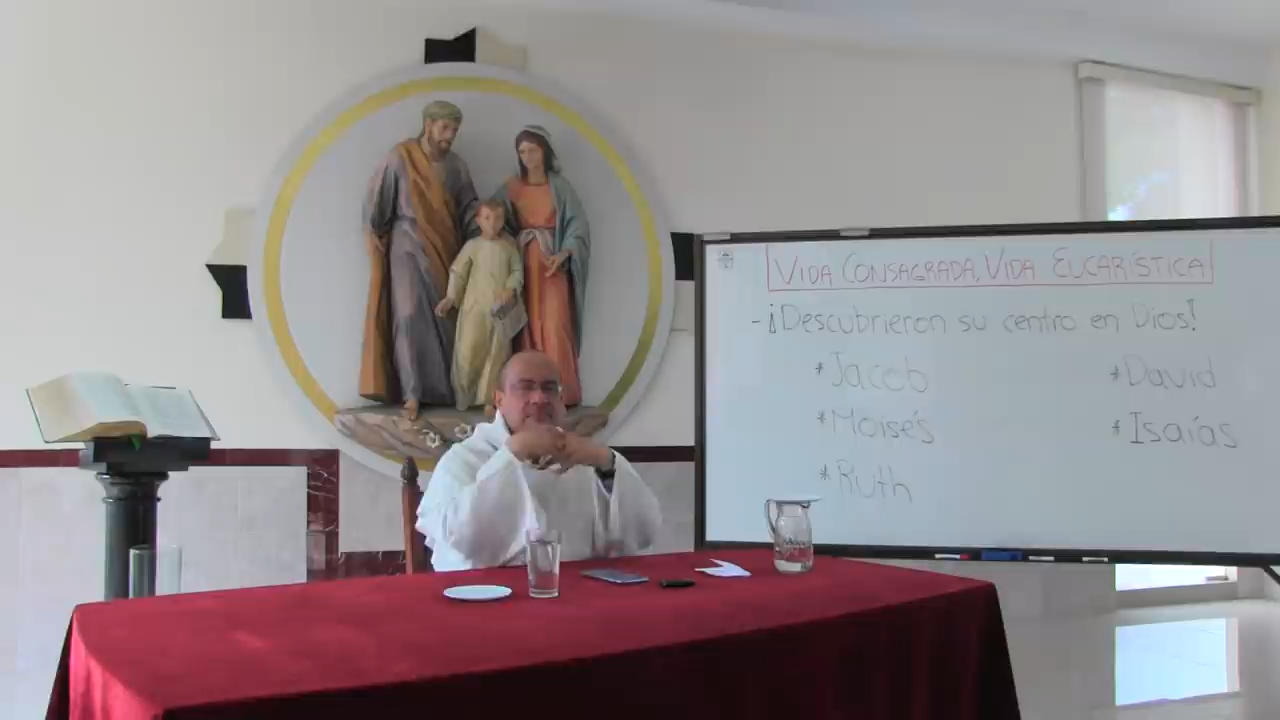 VIDA CONSAGRADA, VIDA EUCARÍSTICA
- ¡Descubrieron su centro en Dios!
* Jacob
* Moisés
* Ruth
* David
* Isaías